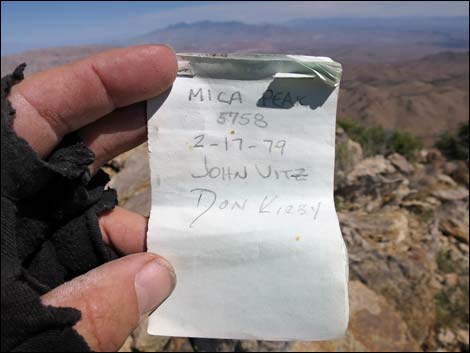 MICA PEAK
5758
2-17-79
JOHN VITZ
DON KIRBY